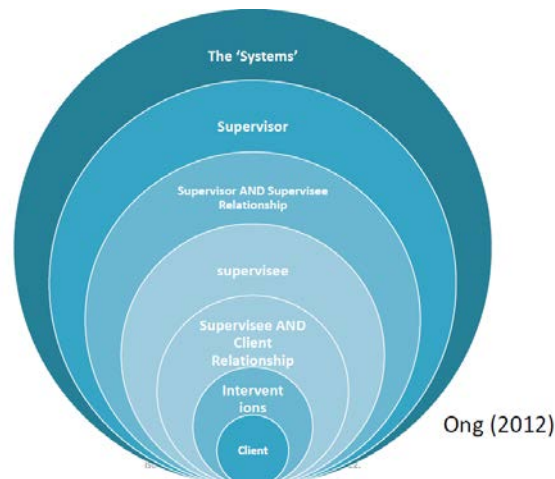 The ‘Systems’
Supervisor
Supervisor AND Supervisee
Relationship
supervisee
Supervisee AND
Client
Relationship
Intervent
ions
Client
Ong (2012)